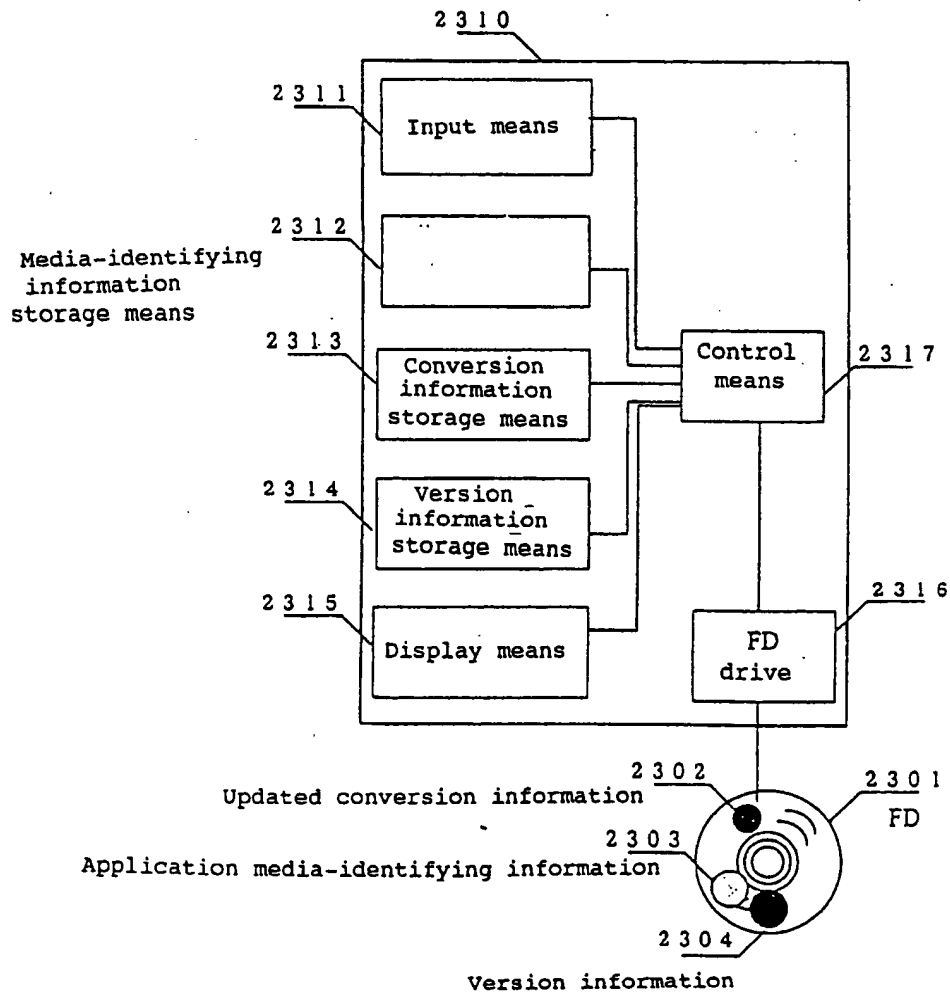 2310
2311
Input means
2312
Media-identifying
information
storage means
2313
Conversion
information
storage means
Control
means
2317
2314
Version
information
storage means
2315
Display means
2316
FD
drive
2302
Updated conversion information
2301
FD
2303
Application media-identifying information
2304
Version information